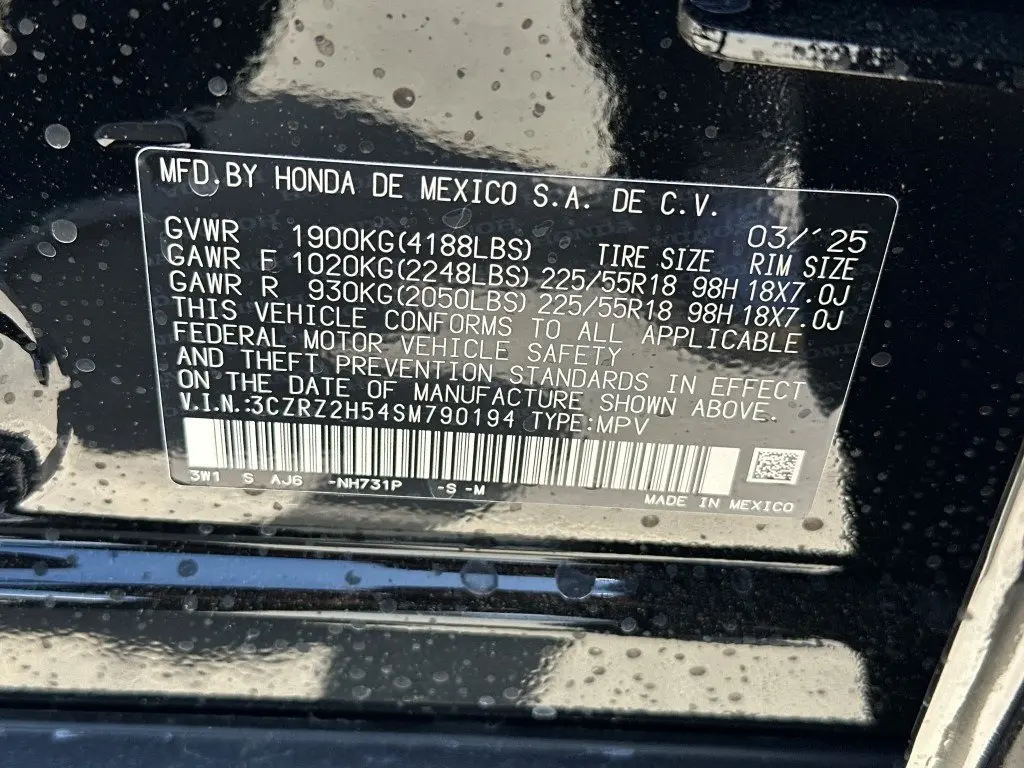 MFD.BY HONDA DE MEXICO S.A. DE C.V.
03/'25
GVWR 1900KG(4188LBS) TIRE SIZE RIM SIZE
GAWR F 1020KG(2248LBS) 225/55R18 98H 18X7.0J
GAWR R 930KG(2050LBS) 225/55R18 98H 18X7.0J
THIS VEHICLE CONFORMS TO ALL APPLICABLE
FEDERAL MOTOR VEHICLE SAFETY
AND THEFT PREVENTION STANDARDS IN EFFECT
ON THE DATE OF MANUFACTURE SHOWN ABOVE.
V.I.N.:3CZRZ2H54SM790194 TYPE:MPV
3W1 S AJ6 -NH731P -S -M
MADE IN MEXICO